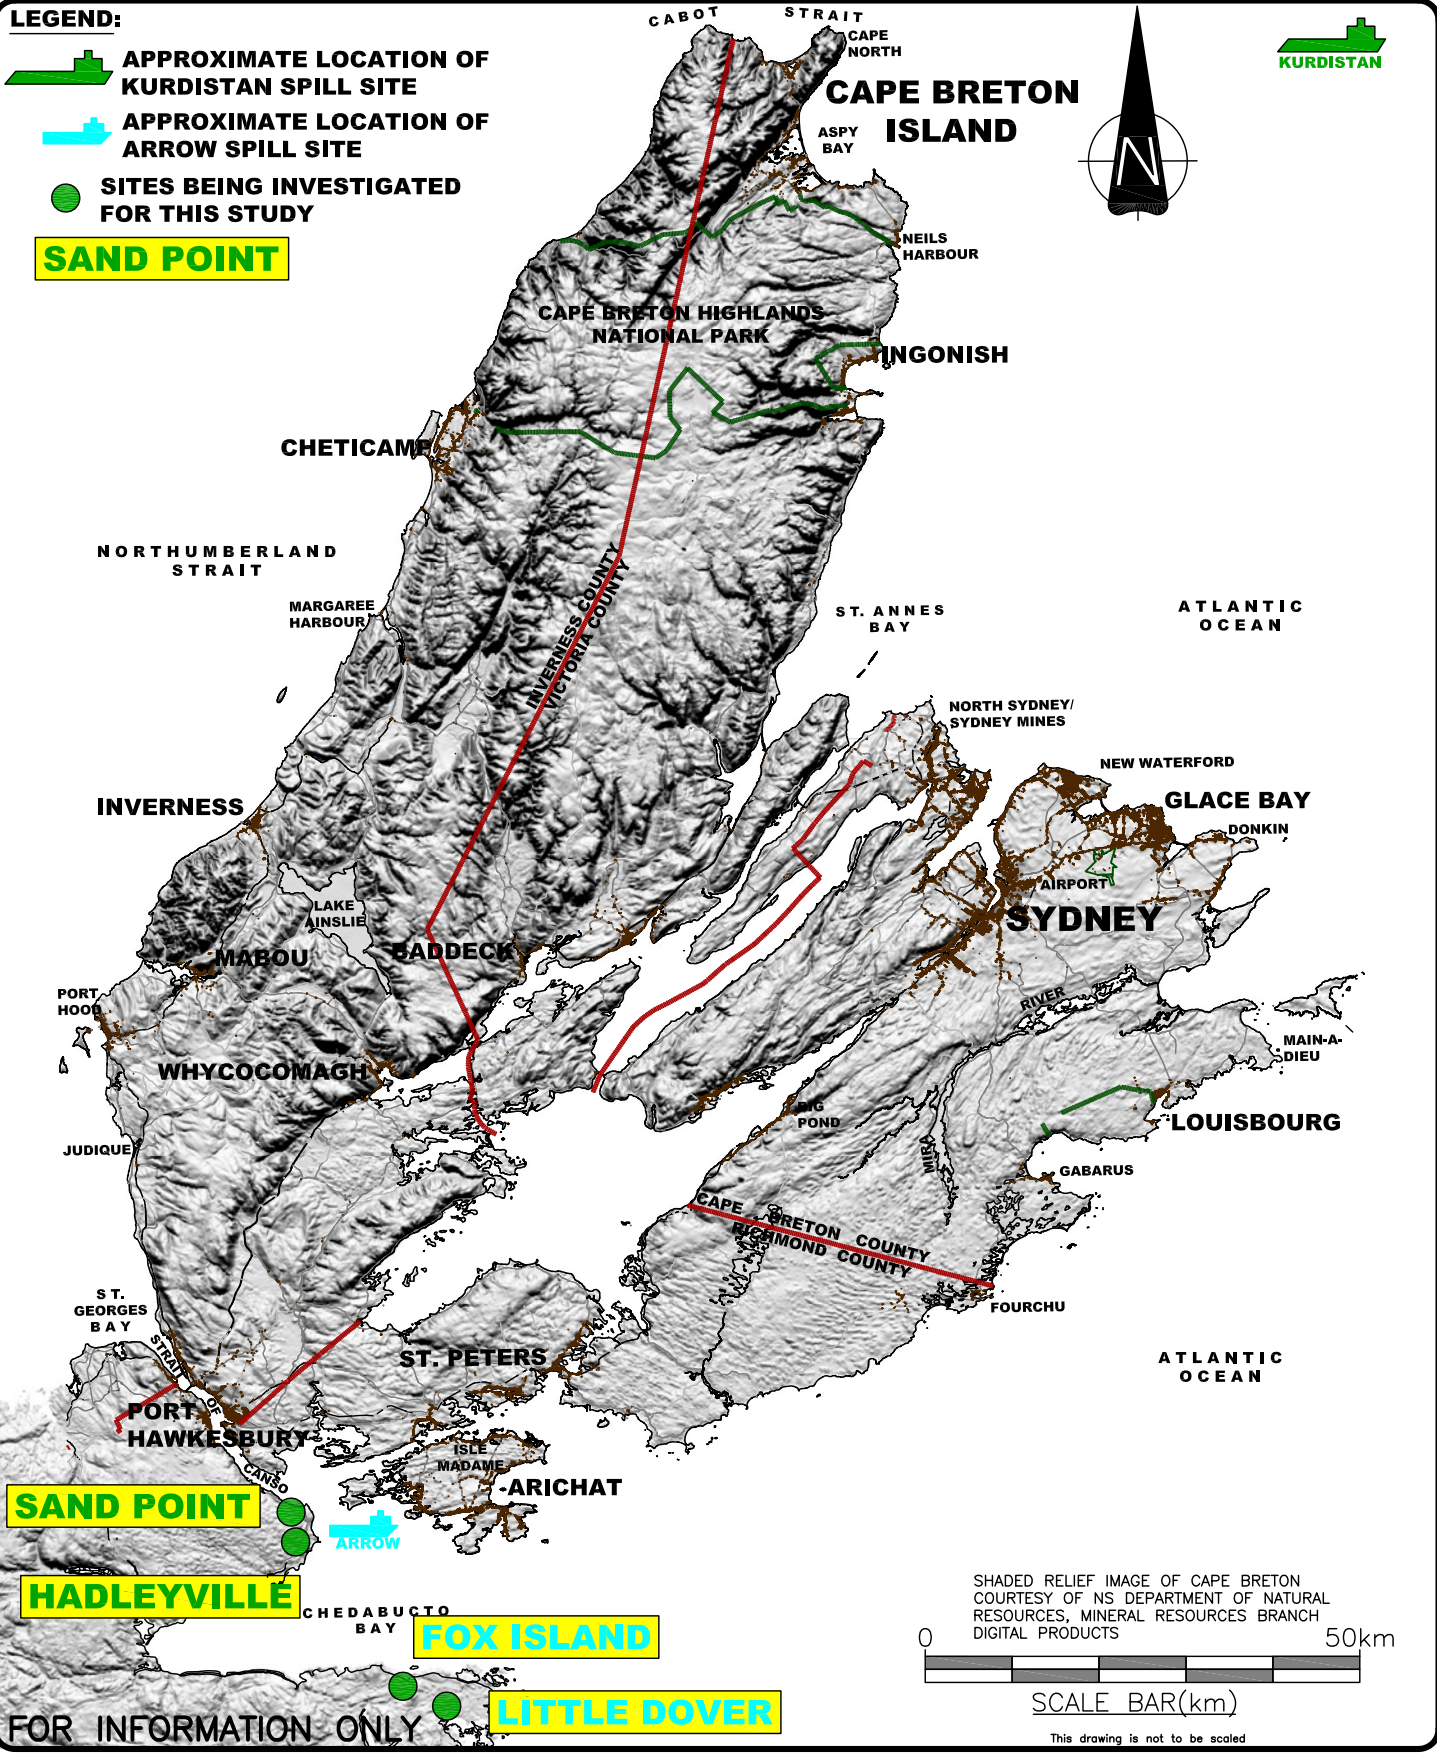 LEGEND:
APPROXIMATE LOCATION OF
KURDISTAN SPILL SITE
APPROXIMATE LOCATION OF
ARROW SPILL SITE
SITES BEING INVESTIGATED
FOR THIS STUDY
SAND POINT
CABOT STRAIT
CAPE
NORTH
CAPE BRETON
ISLAND
N
KURDISTAN
ASPY
BAY
NEILS
HARBOUR
CAPE BRETON HIGHLANDS
NATIONAL PARK
INGONISH
CHETICAMP
NORTHUMBERLAND
STRAIT
MARGAREE
HARBOUR
INVERNESS COUNTY
VICTORIA COUNTY
ST. ANNES
BAY
ATLANTIC
OCEAN
NORTH SYDNEY/
SYDNEY MINES
NEW WATERFORD
GLACE BAY
DONKIN
INVERNESS
AIRPORT
SYDNEY
LAKE
AINSLIE
MABOU
BADDECK
PORT
HOOD
RIVER
MAIN-A-
DIEU
WHYCOCOMAGH
BIG
POND
LOUISBOURG
JUDIQUE
MIRA
GABARUS
CAPE BRETON COUNTY
RICHMOND COUNTY
ST.
GEORGES
BAY
FOURCHU
STRAIT
OF
CANSO
ST. PETERS
ATLANTIC
OCEAN
PORT
HAWKESBURY
ISLE
MADAME
ARICHAT
SAND POINT
ARROW
HADLEYVILLE
CHEDABUCTO
BAY
FOX ISLAND
LITTLE DOVER
FOR INFORMATION ONLY
SHADED RELIEF IMAGE OF CAPE BRETON
COURTESY OF NS DEPARTMENT OF NATURAL
RESOURCES, MINERAL RESOURCES BRANCH
DIGITAL PRODUCTS
0 50km
SCALE BAR(km)
This drawing is not to be scaled